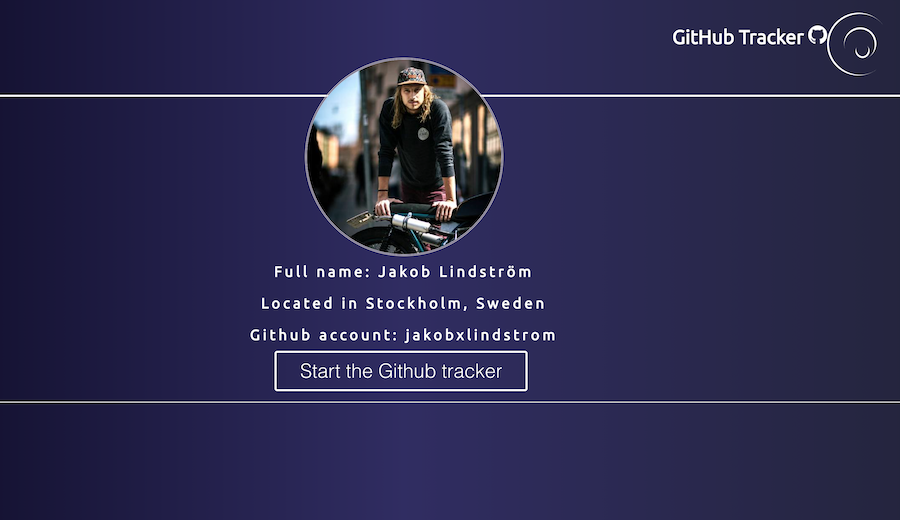 GitHub Tracker
Full name: Jakob Lindström
Located in Stockholm, Sweden
Github account: jakobxlindstrom
Start the Github tracker